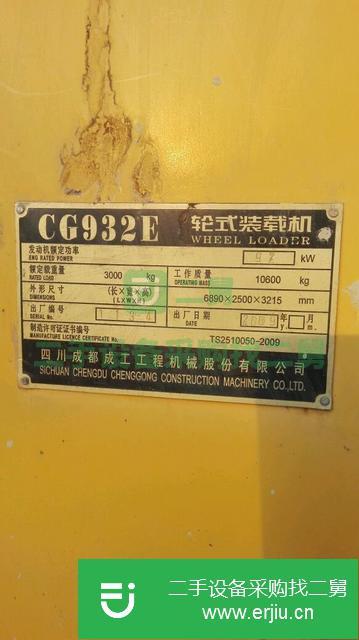 CG932E 轮式装载机
WHEEL LOADER
发动机额定功率 kW
ENG RATED POWER
额定载重量 3000 kg 工作质量 10600 kg
RATED LOAD OPERATING MASS
外形尺寸 (长×宽×高) 6890×2500×3215 mm
DIMENSIONS (L×W×H)
出厂编号 出厂日期 2009 年 月
SERIAL No.
制造许可证证书编号 TS2510050-2009
MANUFACTURE LICENCE CERTIFICATE No.
四川成都成工工程机械股份有限公司
SICHUAN CHENGDU CHENGGONG CONSTRUCTION MACHINERY CO.,LTD.
二手设备采购找二舅
www.erjiu.cn